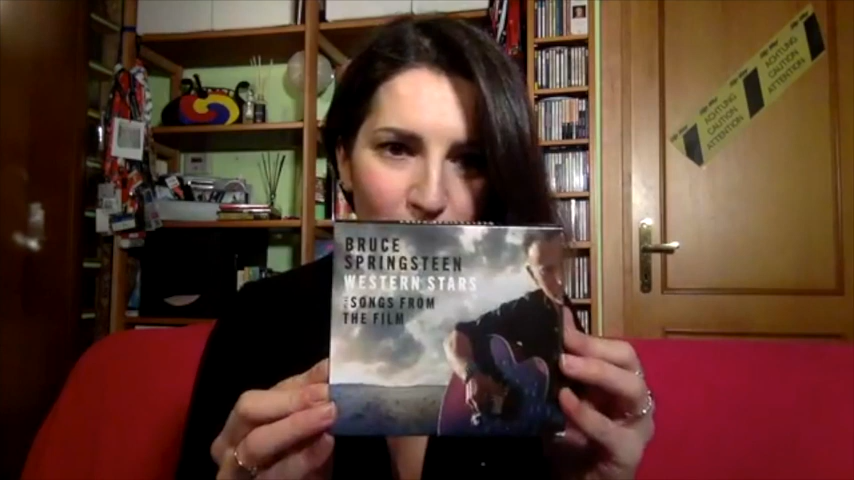 BRUCE
SPRINGSTEEN
WESTERN STARS
SONGS FROM
THE FILM
ACHTUNG
CAUTION
ATTENTION
ACHTUNG
CAUTION
ATTENTION